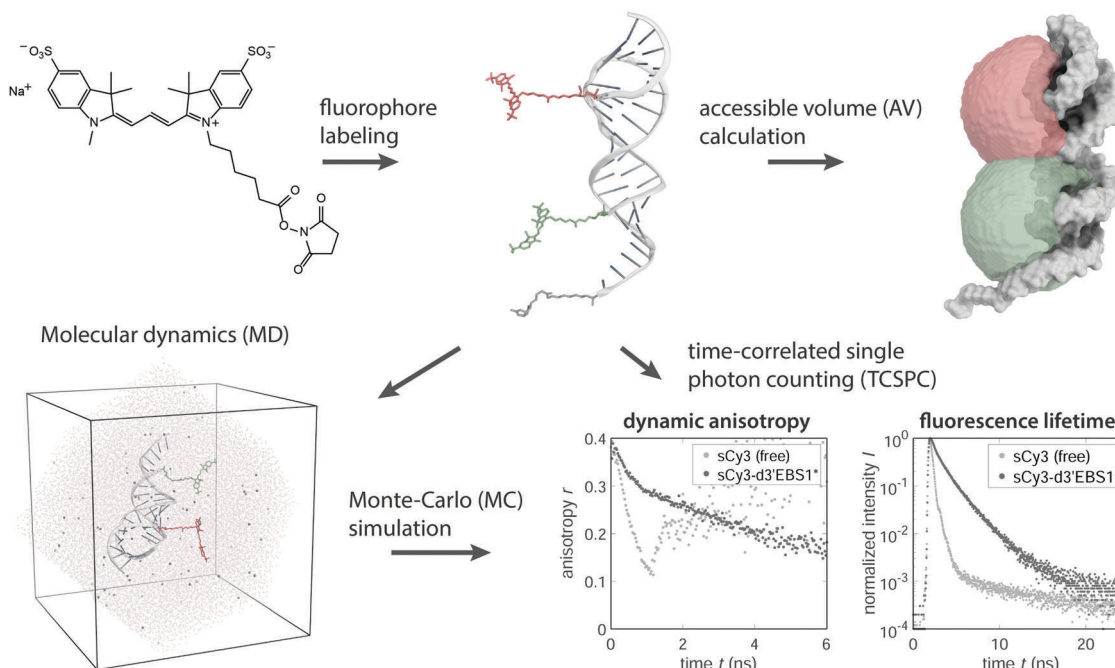 ⁻O₃S
SO₃⁻
Na⁺
N
N⁺
O
O
O
N
O
fluorophore
labeling
accessible volume (AV)
calculation
Molecular dynamics (MD)
time-correlated single
photon counting (TCSPC)
Monte-Carlo (MC)
simulation
dynamic anisotropy
0.4
0.3
0.2
0.1
0
0
2
4
6
anisotropy r
time t (ns)
sCy3 (free)
sCy3-d3'EBS1*
fluorescence lifetime
10⁰
10⁻¹
10⁻²
10⁻³
10⁻⁴
0
10
20
normalized intensity I
time t (ns)
sCy3 (free)
sCy3-d3'EBS1